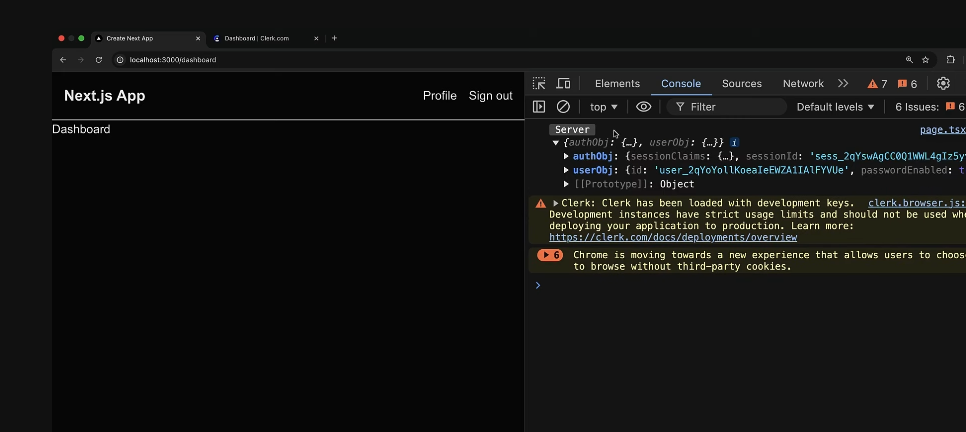 Create Next App
Dashboard | Clerk.com
localhost:3000/dashboard
Next.js App
Profile
Sign out
Dashboard
Elements
Console
Sources
Network
7
6
top
Filter
Default levels
6 Issues:
6
Server
page.tsx
{authObj: {…}, userObj: {…}}
authObj: {sessionClaims: {…}, sessionId: 'sess_2qYswAgCC0Q1WWL4gIz5y
userObj: {id: 'user_2qYoYollKoeaIeEWZA1IAlFYVUe', passwordEnabled: t
[[Prototype]]: Object
Clerk: Clerk has been loaded with development keys.
clerk.browser.js:
Development instances have strict usage limits and should not be used whe
deploying your application to production. Learn more:
https://clerk.com/docs/deployments/overview
6
Chrome is moving towards a new experience that allows users to choos
to browse without third-party cookies.